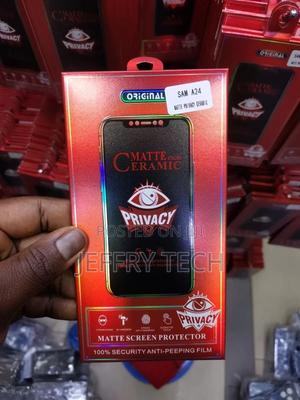 ORIGINAL
SAM A24
MATTE PRIVACY CERAMIC
PRIVACY
MATTE
CERAMIC
PRIVACY
POSTED ON
JEFFRY TECH
PRIVACY
MATTE SCREEN PROTECTOR
100% SECURITY ANTI-PEEPING FILM